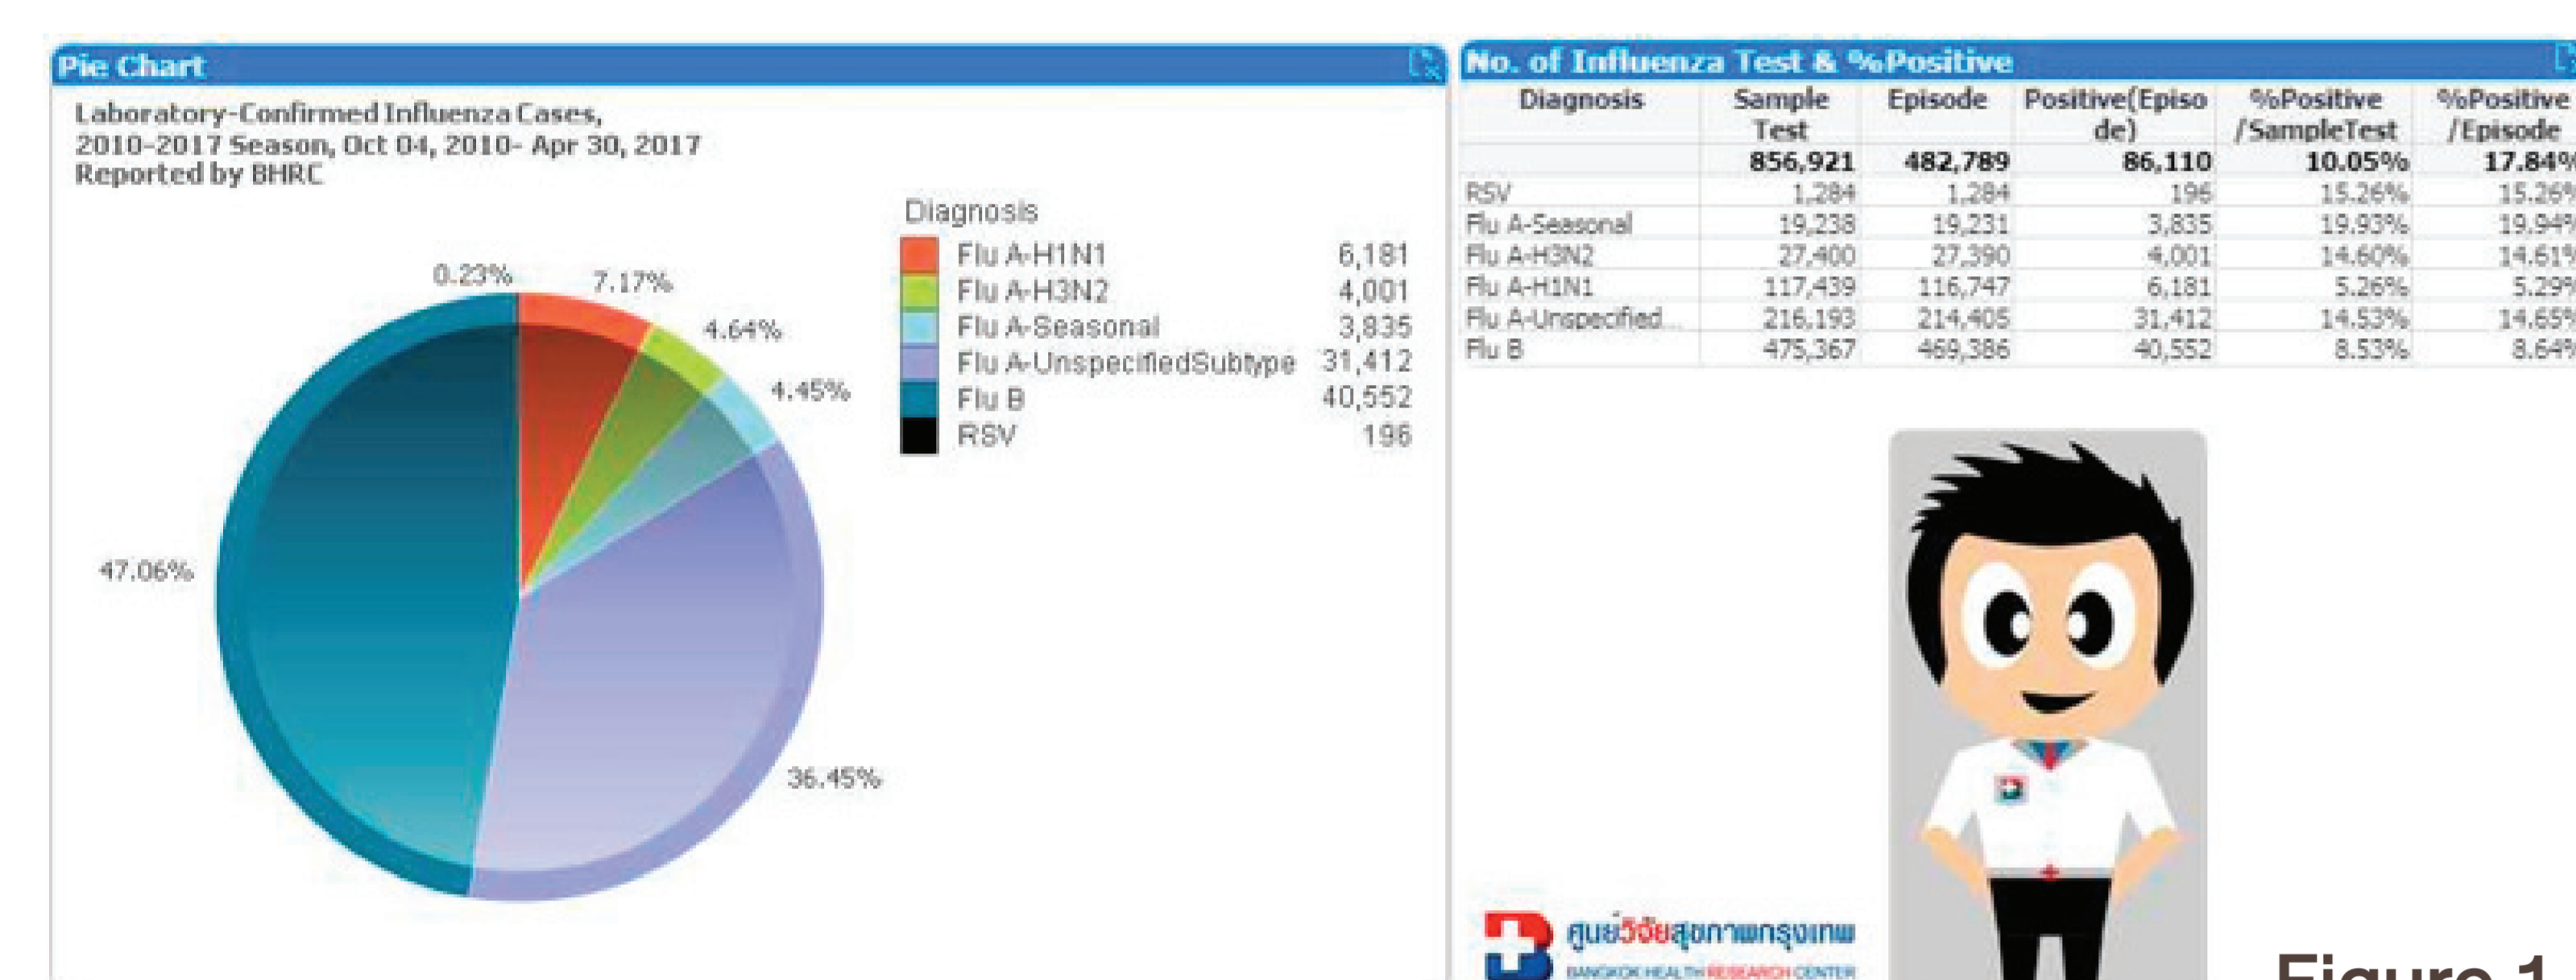 Pie Chart
Laboratory-Confirmed Influenza Cases,
2010-2017 Season, Oct 04, 2010- Apr 30, 2017
Reported by BHRC
Diagnosis
Flu A-H1N1 6,181
Flu A-H3N2 4,001
Flu A-Seasonal 3,835
Flu A-UnspecifiedSubtype 31,412
Flu B 40,552
RSV 196
0.23%
7.17%
4.64%
4.45%
47.06%
36.45%
No. of Influenza Test & %Positive
Diagnosis Sample Episode Positive(Episo %Positive %Positive
Test de) /SampleTest /Episode
856,921 482,789 86,110 10.05% 17.84%
RSV 1,284 1,284 196 15.26% 15.26%
Flu A-Seasonal 19,238 19,231 3,835 19.93% 19.94%
Flu A-H3N2 27,400 27,390 4,001 14.60% 14.61%
Flu A-H1N1 117,439 116,747 6,181 5.26% 5.29%
Flu A-Unspecified... 216,193 214,405 31,412 14.53% 14.65%
Flu B 475,367 469,386 40,552 8.53% 8.64%
ศูนย์วิจัยสุขภาพกรุงเทพ
BANGKOK HEALTH RESEARCH CENTER
Figure 1